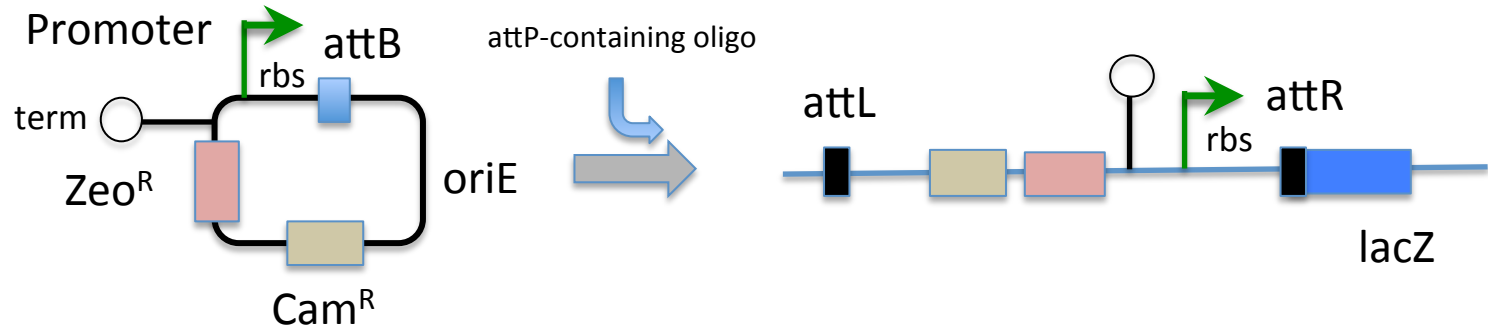 Promoter
attB
rbs
term
Zeo^R
oriE
Cam^R
attP-containing oligo
attL
attR
rbs
lacZ